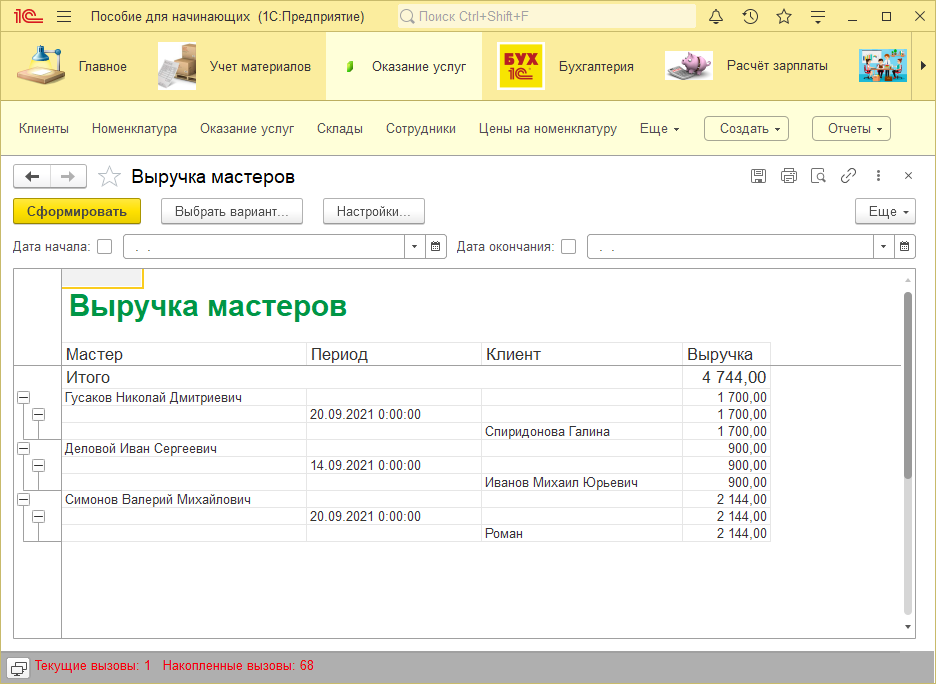 1С Пособие для начинающих (1С:Предприятие) Поиск Ctrl+Shift+F
Главное Учет материалов Оказание услуг БУХ 1С Бухгалтерия Расчёт зарплаты
Клиенты Номенклатура Оказание услуг Склады Сотрудники Цены на номенклатуру Еще Создать Отчеты
Выручка мастеров
Сформировать Выбрать вариант... Настройки... Еще
Дата начала: . . Дата окончания: . .
Выручка мастеров
Мастер Период Клиент Выручка
Итого 4 744,00
Гусаков Николай Дмитриевич 1 700,00
20.09.2021 0:00:00 1 700,00
Спиридонова Галина 1 700,00
Деловой Иван Сергеевич 900,00
14.09.2021 0:00:00 900,00
Иванов Михаил Юрьевич 900,00
Симонов Валерий Михайлович 2 144,00
20.09.2021 0:00:00 2 144,00
Роман 2 144,00
Текущие вызовы: 1 Накопленные вызовы: 68